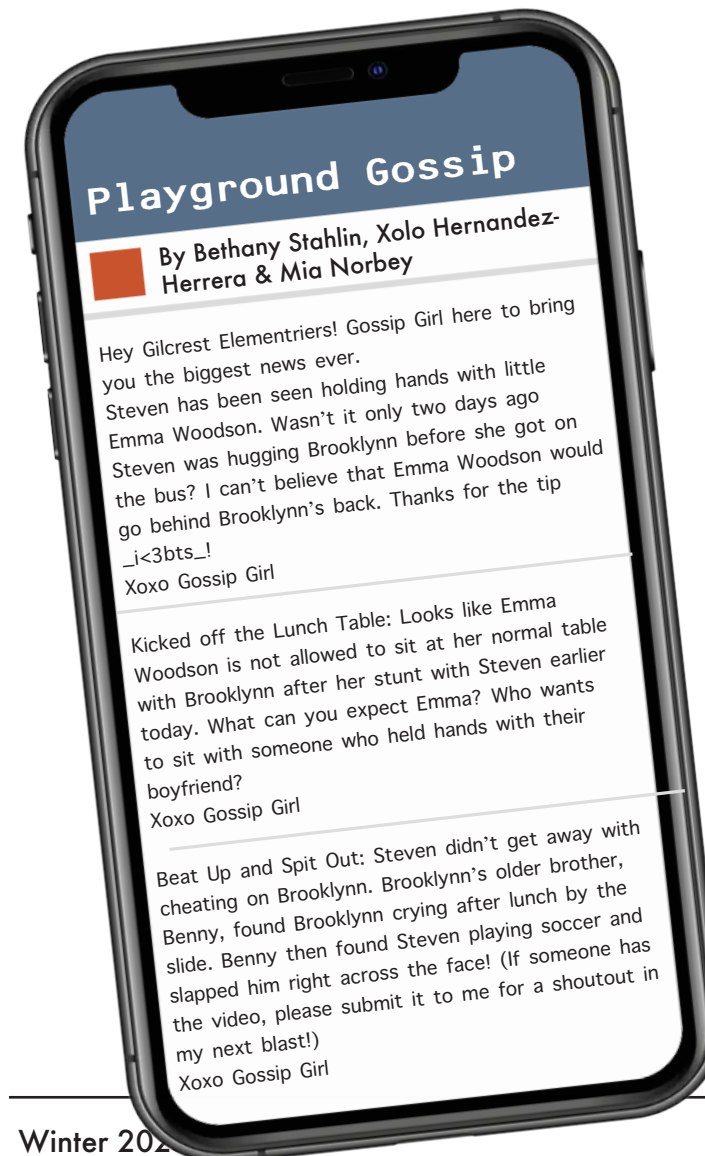 Playground Gossip
By Bethany Stahlin, Xolo Hernandez-
Herrera & Mia Norbey
Hey Gilcrest Elementriers! Gossip Girl here to bring
you the biggest news ever.
Steven has been seen holding hands with little
Emma Woodson. Wasn't it only two days ago
Steven was hugging Brooklynn before she got on
the bus? I can't believe that Emma Woodson would
go behind Brooklynn's back. Thanks for the tip
_i<3bts_!
Xoxo Gossip Girl
Kicked off the Lunch Table: Looks like Emma
Woodson is not allowed to sit at her normal table
with Brooklynn after her stunt with Steven earlier
today. What can you expect Emma? Who wants
to sit with someone who held hands with their
boyfriend?
Xoxo Gossip Girl
Beat Up and Spit Out: Steven didn't get away with
cheating on Brooklynn. Brooklynn's older brother,
Benny, found Brooklynn crying after lunch by the
slide. Benny then found Steven playing soccer and
slapped him right across the face! (If someone has
the video, please submit it to me for a shoutout in
my next blast!)
Xoxo Gossip Girl
Winter